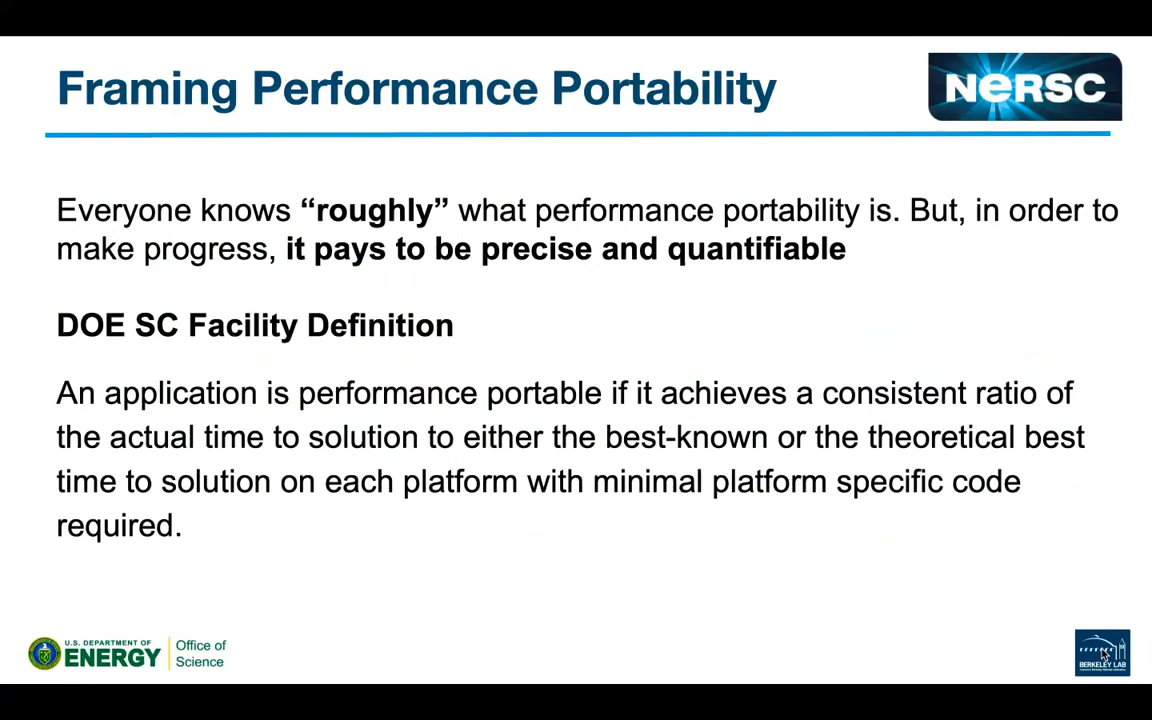 Framing Performance Portability
NERSC
Everyone knows “roughly” what performance portability is. But, in order to
make progress, it pays to be precise and quantifiable
DOE SC Facility Definition
An application is performance portable if it achieves a consistent ratio of
the actual time to solution to either the best-known or the theoretical best
time to solution on each platform with minimal platform specific code
required.
U.S. DEPARTMENT OF
ENERGY
Office of
Science
BERKELEY LAB